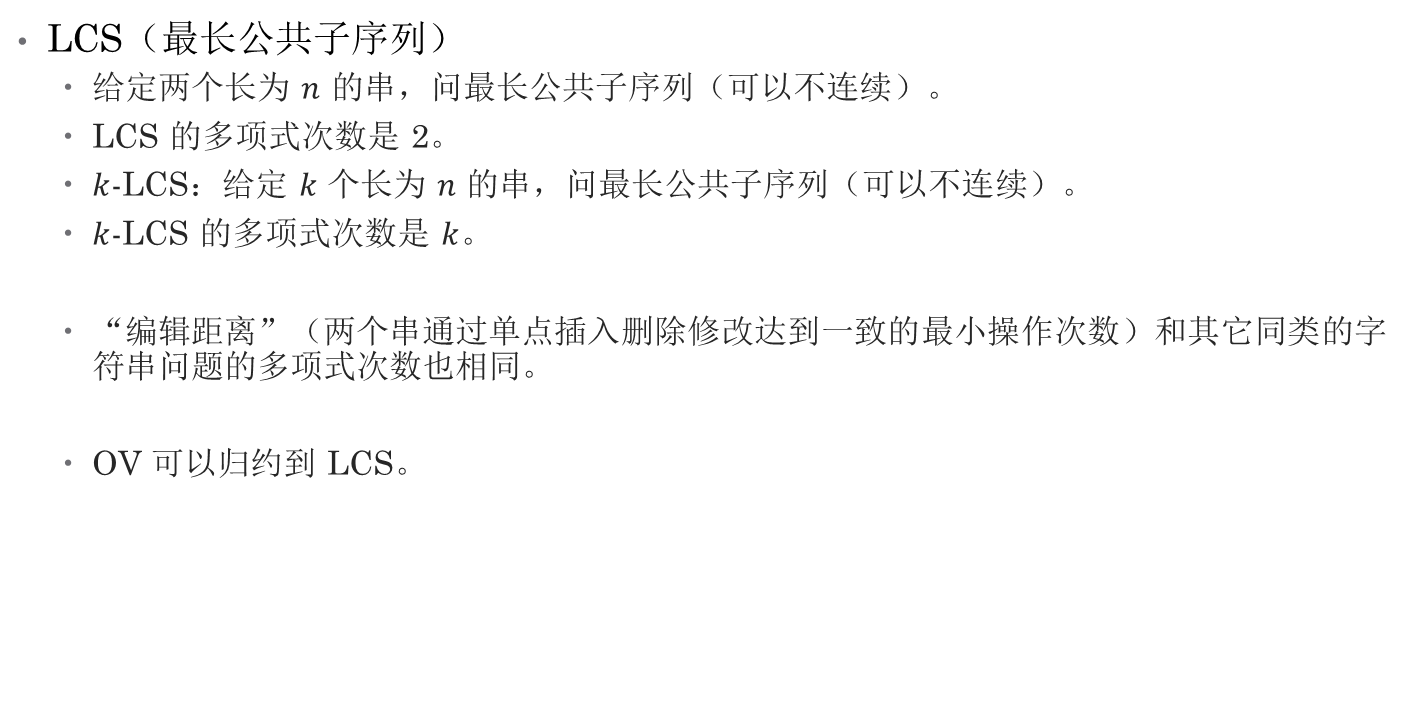 • LCS（最长公共子序列）
• 给定两个长为 n 的串，问最长公共子序列（可以不连续）。
• LCS 的多项式次数是 2。
• k-LCS：给定 k 个长为 n 的串，问最长公共子序列（可以不连续）。
• k-LCS 的多项式次数是 k。
• “编辑距离”（两个串通过单点插入删除修改达到一致的最小操作次数）和其它同类的字
符串问题的多项式次数也相同。
• OV 可以归约到 LCS。